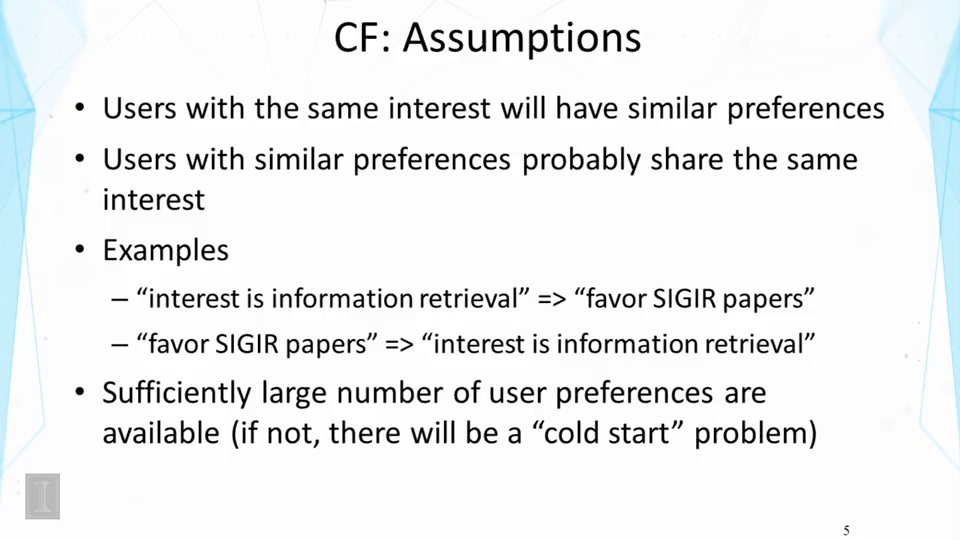 CF: Assumptions
• Users with the same interest will have similar preferences
• Users with similar preferences probably share the same
interest
• Examples
– “interest is information retrieval” => “favor SIGIR papers”
– “favor SIGIR papers” => “interest is information retrieval”
• Sufficiently large number of user preferences are
available (if not, there will be a “cold start” problem)
I
5